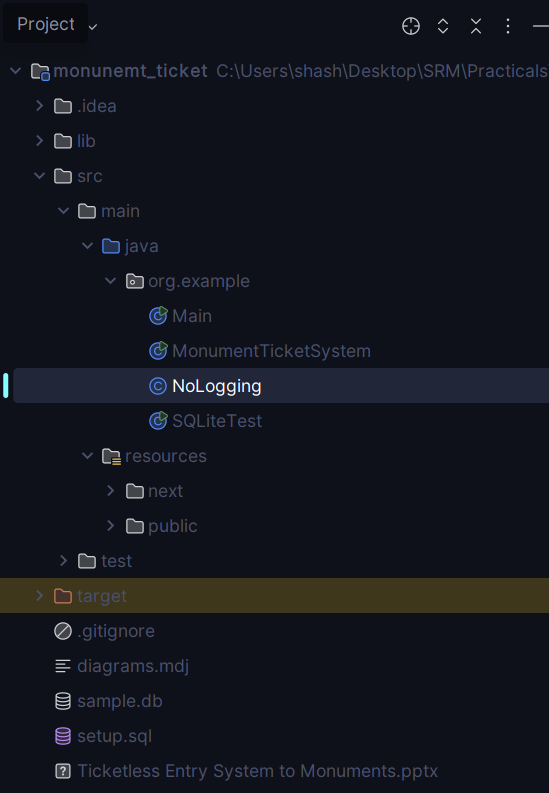 Project
monunemt_ticket C:\Users\shash\Desktop\SRM\Practicals
.idea
lib
src
main
java
org.example
Main
MonumentTicketSystem
NoLogging
SQLiteTest
resources
next
public
test
target
.gitignore
diagrams.mdj
sample.db
setup.sql
Ticketless Entry System to Monuments.pptx